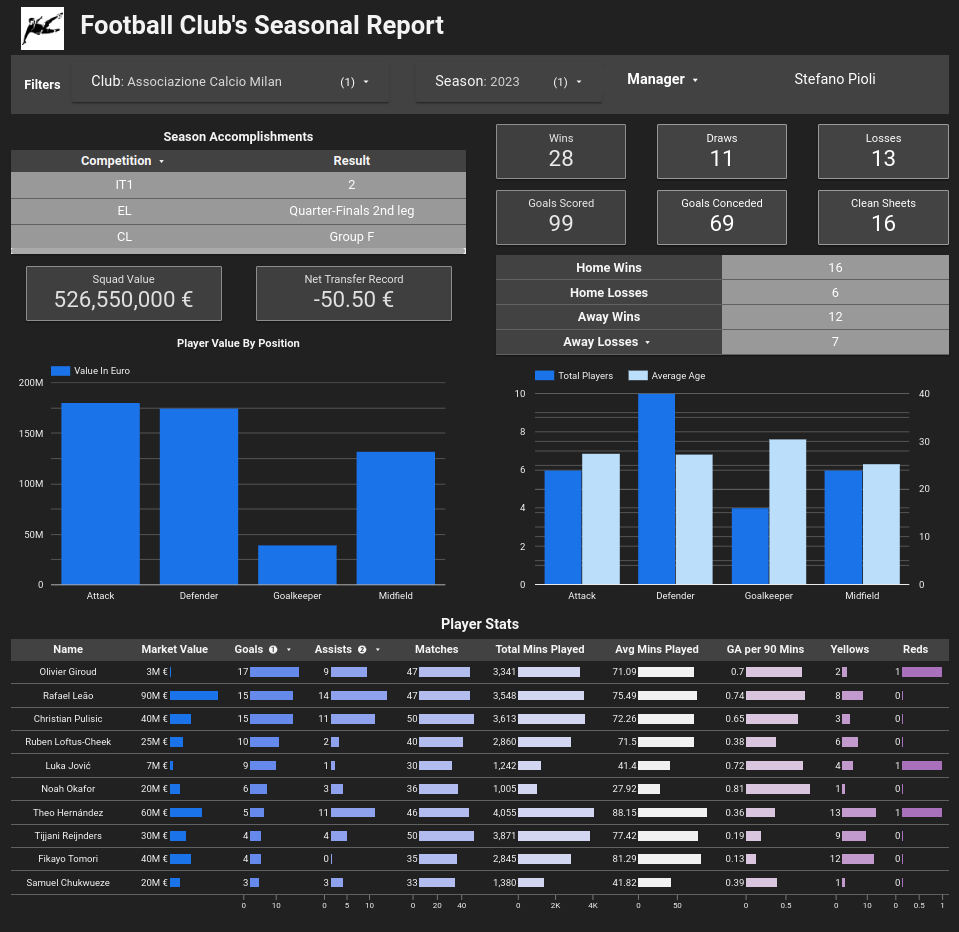 Football Club's Seasonal Report
Filters
Club: Associazione Calcio Milan (1)
Season: 2023 (1)
Manager
Stefano Pioli
Season Accomplishments
Competition Result
IT1 2
EL Quarter-Finals 2nd leg
CL Group F
Wins
28
Draws
11
Losses
13
Goals Scored
99
Goals Conceded
69
Clean Sheets
16
Squad Value
526,550,000 €
Net Transfer Record
-50.50 €
Home Wins 16
Home Losses 6
Away Wins 12
Away Losses 7
Player Value By Position
Value In Euro
200M
150M
100M
50M
0
Attack Defender Goalkeeper Midfield
Total Players Average Age
10 40
8
30
6
20
4
10
2
0 0
Attack Defender Goalkeeper Midfield
Player Stats
Name Market Value Goals 1 Assists 2 Matches Total Mins Played Avg Mins Played GA per 90 Mins Yellows Reds
Olivier Giroud 3M € 17 9 47 3,341 71.09 0.7 2 1
Rafael Leão 90M € 15 14 47 3,548 75.49 0.74 8 0
Christian Pulisic 40M € 15 11 50 3,613 72.26 0.65 3 0
Ruben Loftus-Cheek 25M € 10 2 40 2,860 71.5 0.38 6 0
Luka Jović 7M € 9 1 30 1,242 41.4 0.72 4 1
Noah Okafor 20M € 6 3 36 1,005 27.92 0.81 1 0
Theo Hernández 60M € 5 11 46 4,055 88.15 0.36 13 1
Tijjani Reijnders 30M € 4 4 50 3,871 77.42 0.19 9 0
Fikayo Tomori 40M € 4 0 35 2,845 81.29 0.13 12 0
Samuel Chukwueze 20M € 3 3 33 1,380 41.82 0.39 1 0
0 10 0 5 10 0 20 40 0 2K 4K 0 50 0 0.5 0 10 0 0.5 1